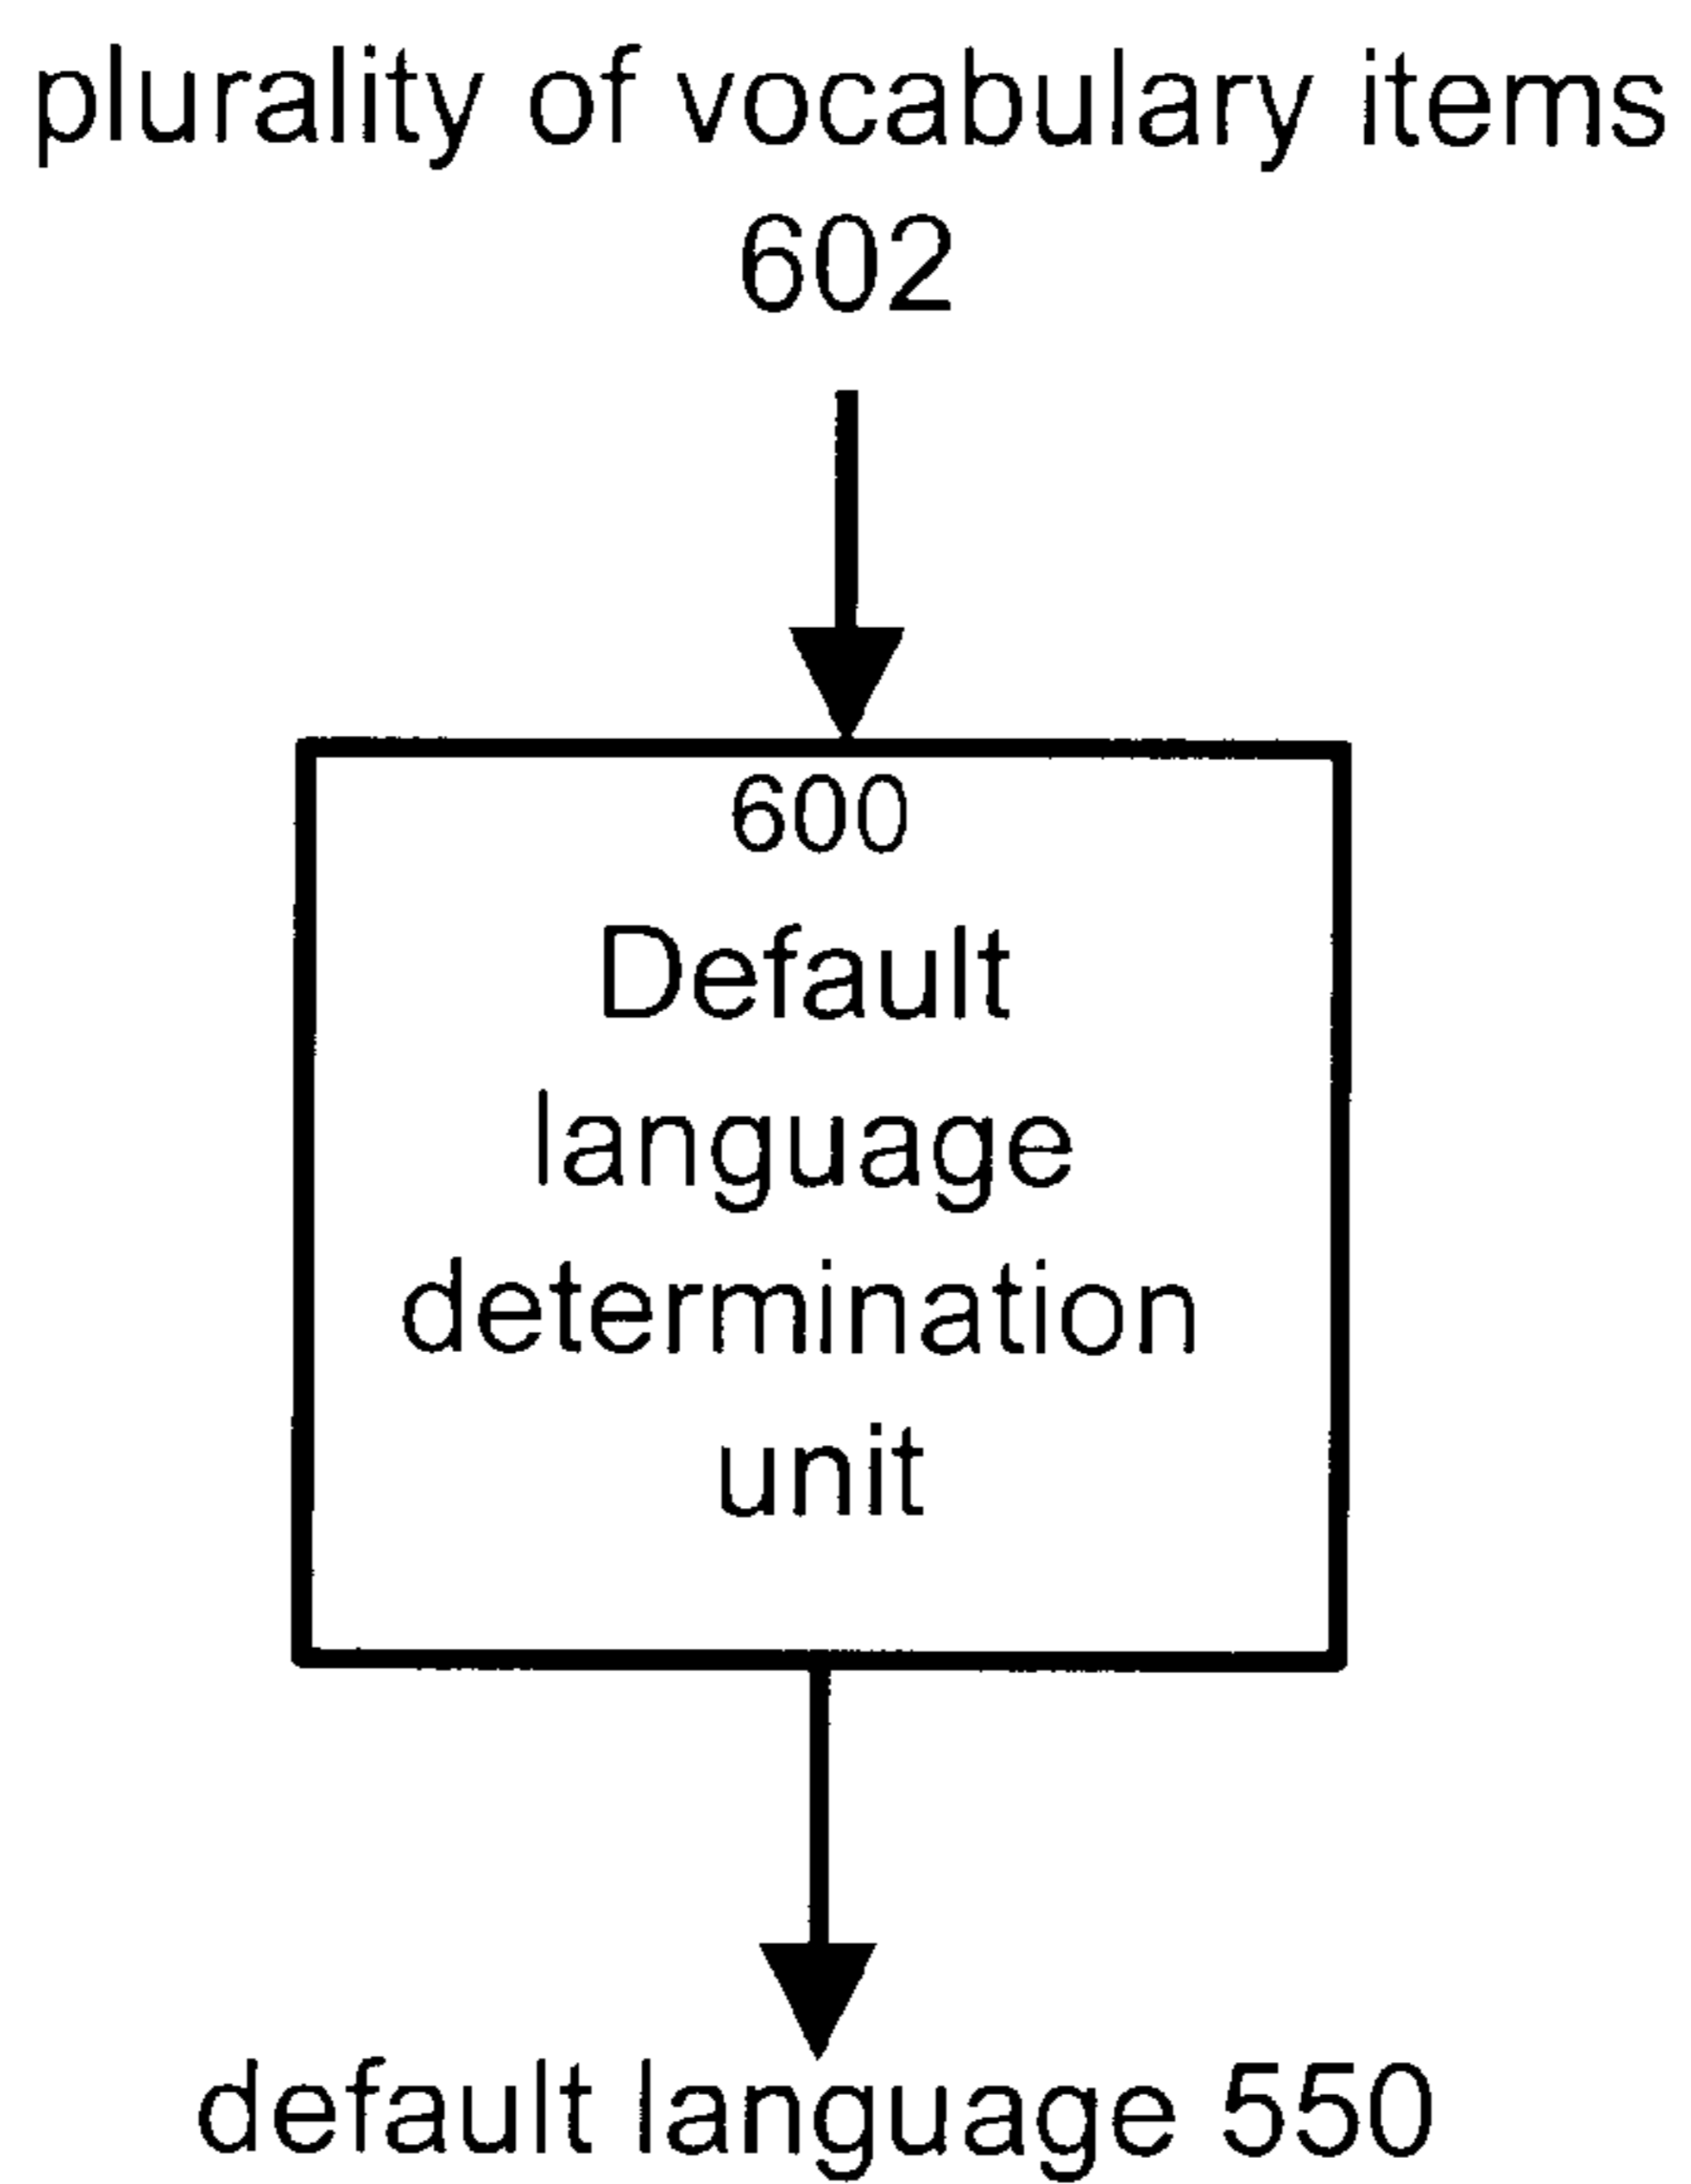 plurality of vocabulary items
602
600
Default
language
determination
unit
default language 550